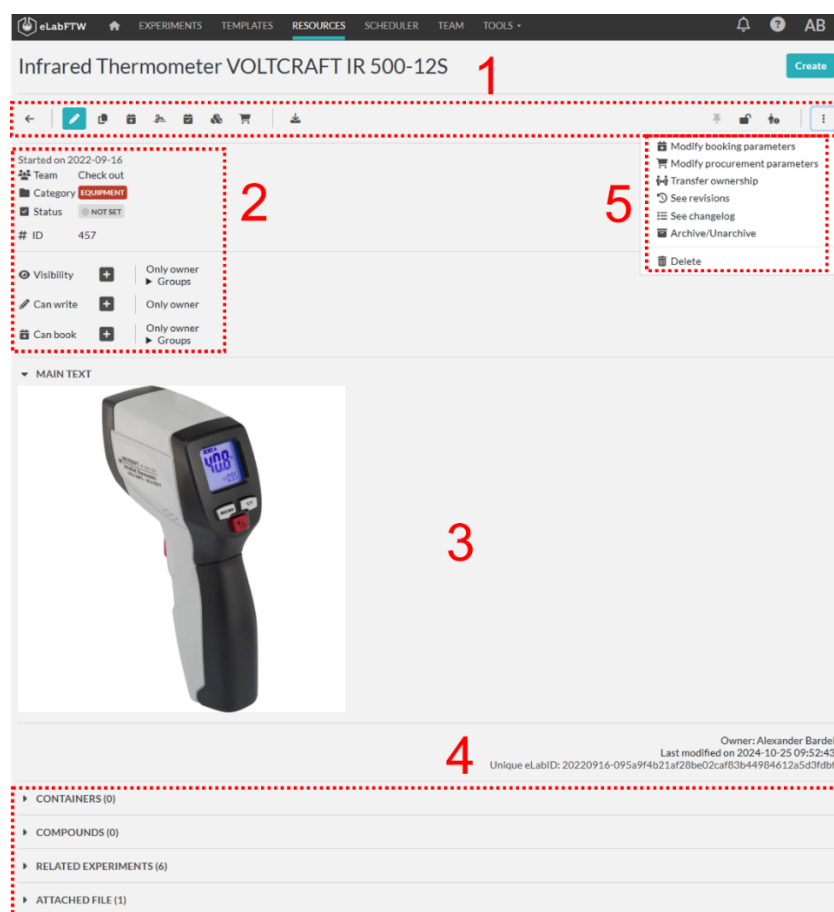 eLabFTW EXPERIMENTS TEMPLATES RESOURCES SCHEDULER TEAM TOOLS AB
Infrared Thermometer VOLTCRAFT IR 500-12S
1
Create
Started on 2022-09-16
Team Check out
Category EQUIPMENT
Status NOT SET
# ID 457
2
Visibility Only owner
Groups
Can write Only owner
Can book Only owner
Groups
5
Modify booking parameters
Modify procurement parameters
Transfer ownership
See revisions
See changelog
Archive/Unarchive
Delete
MAIN TEXT
40.8
3
4
Owner: Alexander Bardel
Last modified on 2024-10-25 09:52:43
Unique eLabID: 20220916-095a9f4b21af28be02caf83b44984612a5d3fdbf
CONTAINERS (0)
COMPOUNDS (0)
RELATED EXPERIMENTS (6)
ATTACHED FILE (1)